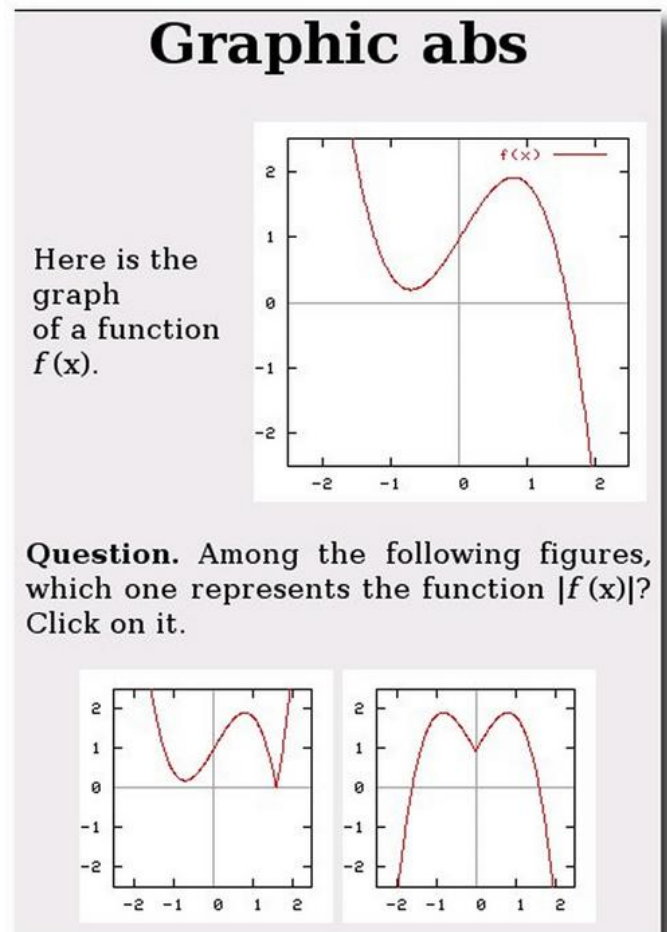 Graphic abs
f(x)
2
1
0
-1
-2
-2 -1 0 1 2
Here is the
graph
of a function
f (x).
Question. Among the following figures,
which one represents the function |f (x)|?
Click on it.
2
1
0
-1
-2
-2 -1 0 1 2
2
1
0
-1
-2
-2 -1 0 1 2